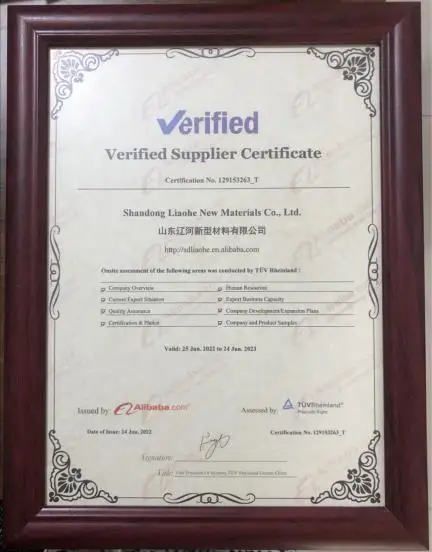 Verified
Verified Supplier Certificate
Certification No. 129153263_T
Shandong Liaohe New Materials Co., Ltd.
山东辽河新型材料有限公司
http://sdliaohe.en.alibaba.com
Onsite assessment of the following areas was conducted by TÜV Rheinland :
Company Overview
Human Resources
Current Export Situation
Export Business Capacity
Quality Assurance
Company Development/Expansion Plans
Certification & Photos
Company and Product Samples
Valid: 25 Jun. 2022 to 24 Jun. 2023
Issued by: Alibaba.com®
Assessed by: TÜVRheinland®
Precisely Right.
Date of Issue: 24 Jun. 2022
Certification No. 129153263_T
Signature:
Title: